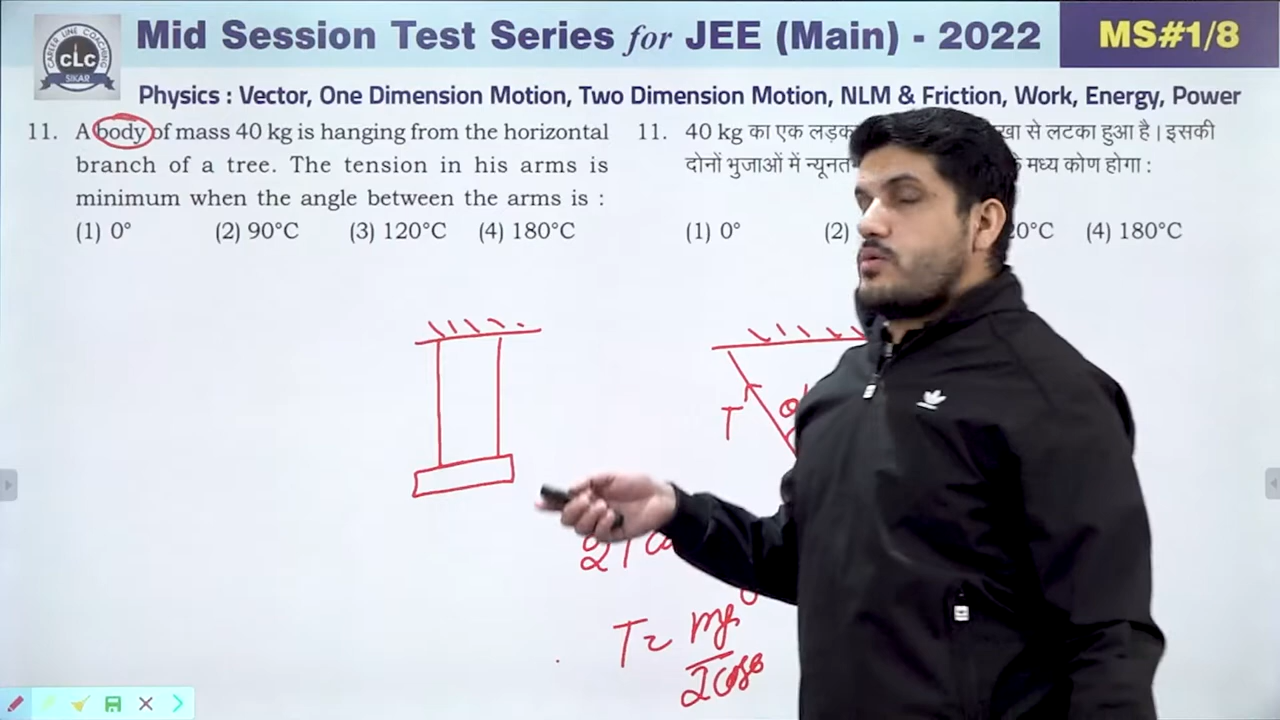 Mid Session Test Series for JEE (Main) - 2022
MS#1/8
CAREER LINE COACHING
CLC
SIKAR
Physics : Vector, One Dimension Motion, Two Dimension Motion, NLM & Friction, Work, Energy, Power
11. A body of mass 40 kg is hanging from the horizontal
branch of a tree. The tension in his arms is
minimum when the angle between the arms is :
(1) 0° (2) 90°C (3) 120°C (4) 180°C
11. 40 kg का एक से लटका हुआ है। इसकी
दोनों भुजाओं में मध्य कोण होगा :
(1) 0° (2) (4) 180°C
T
2T
T = mg
2cosθ